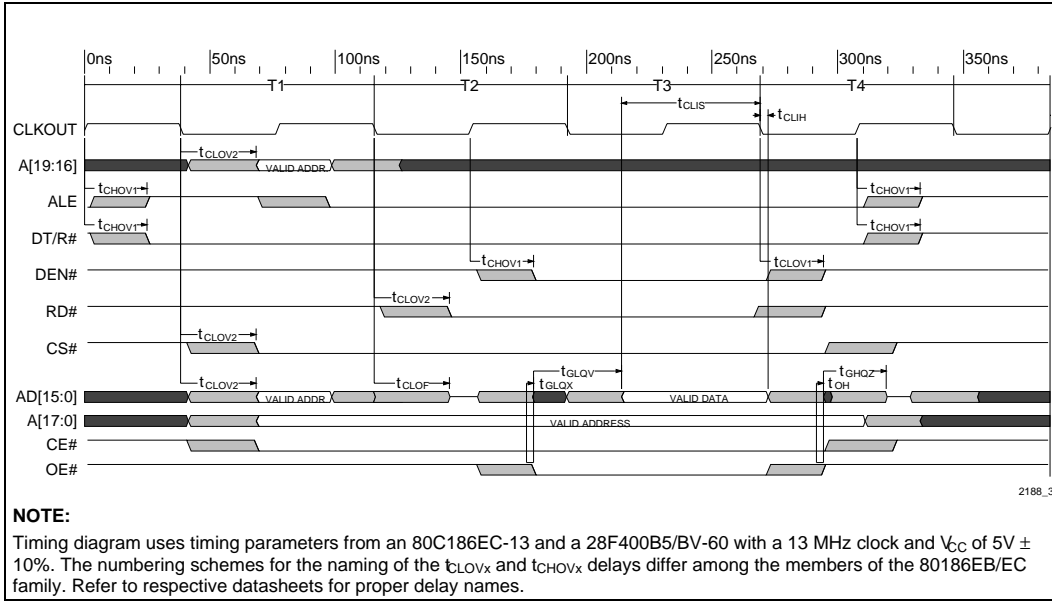 0ns 50ns 100ns 150ns 200ns 250ns 300ns 350ns
T1 T2 T3 T4
tCLIS
CLKOUT tCLIH
tCLOV2
A[19:16] VALID ADDR.
tCHOV1 tCHOV1
ALE
tCHOV1 tCHOV1
DT/R#
tCHOV1 tCLOV1
DEN#
tCLOV2
RD#
tCLOV2
CS#
tGLQV tGHQZ
tCLOV2 tCLOF tGLQX tOH
AD[15:0] VALID ADDR. VALID DATA
A[17:0] VALID ADDRESS
CE#
OE#
2188_3
NOTE:
Timing diagram uses timing parameters from an 80C186EC-13 and a 28F400B5/BV-60 with a 13 MHz clock and VCC of 5V ±
10%. The numbering schemes for the naming of the tCLOVx and tCHOVx delays differ among the members of the 80186EB/EC
family. Refer to respective datasheets for proper delay names.